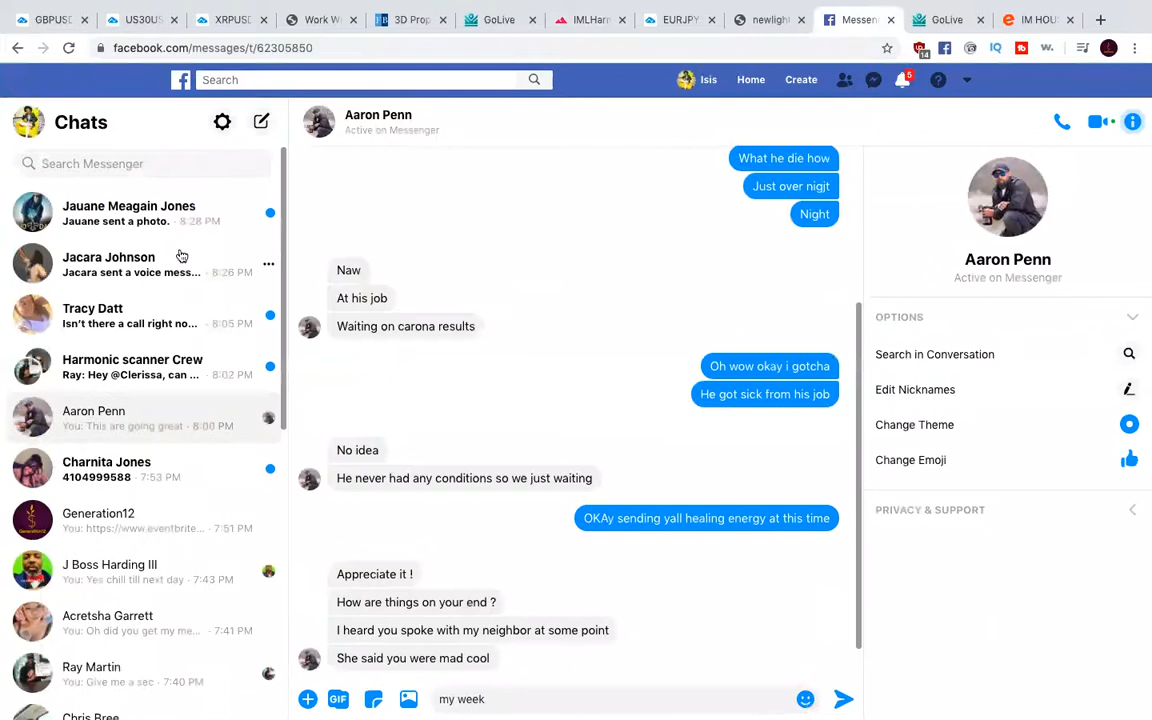 GBPUSD
US30US
XRPUSD
Work W
3D Prop
GoLive
IMLHarn
EURJPY
newlight
Messen
GoLive
IM HOU
facebook.com/messages/t/62305850
14
Search
Isis
Home
Create
5
Chats
Search Messenger
Jauane Meagain Jones
Jauane sent a photo. · 8:28 PM
Jacara Johnson
Jacara sent a voice mess... · 8:26 PM
Tracy Datt
Isn't there a call right no... · 8:05 PM
Harmonic scanner Crew
Ray: Hey @Clerissa, can ... · 8:02 PM
Aaron Penn
You: This are going great · 8:00 PM
Charnita Jones
4104999588 · 7:53 PM
Generation12
You: https://www.eventbrite... · 7:51 PM
J Boss Harding III
You: Yes chill till next day · 7:43 PM
Acretsha Garrett
You: Oh did you get my me... · 7:41 PM
Ray Martin
You: Give me a sec · 7:40 PM
Chris Bree
Aaron Penn
Active on Messenger
What he die how
Just over nigjt
Night
Naw
At his job
Waiting on carona results
Oh wow okay i gotcha
He got sick from his job
No idea
He never had any conditions so we just waiting
OKAy sending yall healing energy at this time
Appreciate it !
How are things on your end ?
I heard you spoke with my neighbor at some point
She said you were mad cool
GIF
my week
Aaron Penn
Active on Messenger
OPTIONS
Search in Conversation
Edit Nicknames
Change Theme
Change Emoji
PRIVACY & SUPPORT